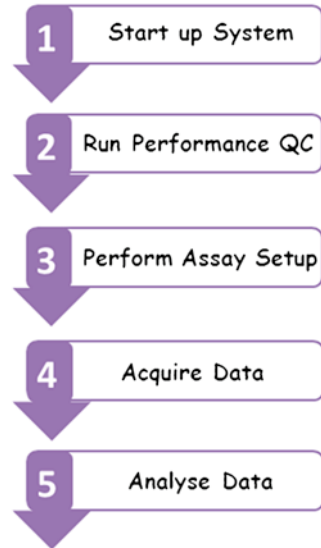 1 Start up System
2 Run Performance QC
3 Perform Assay Setup
4 Acquire Data
5 Analyse Data